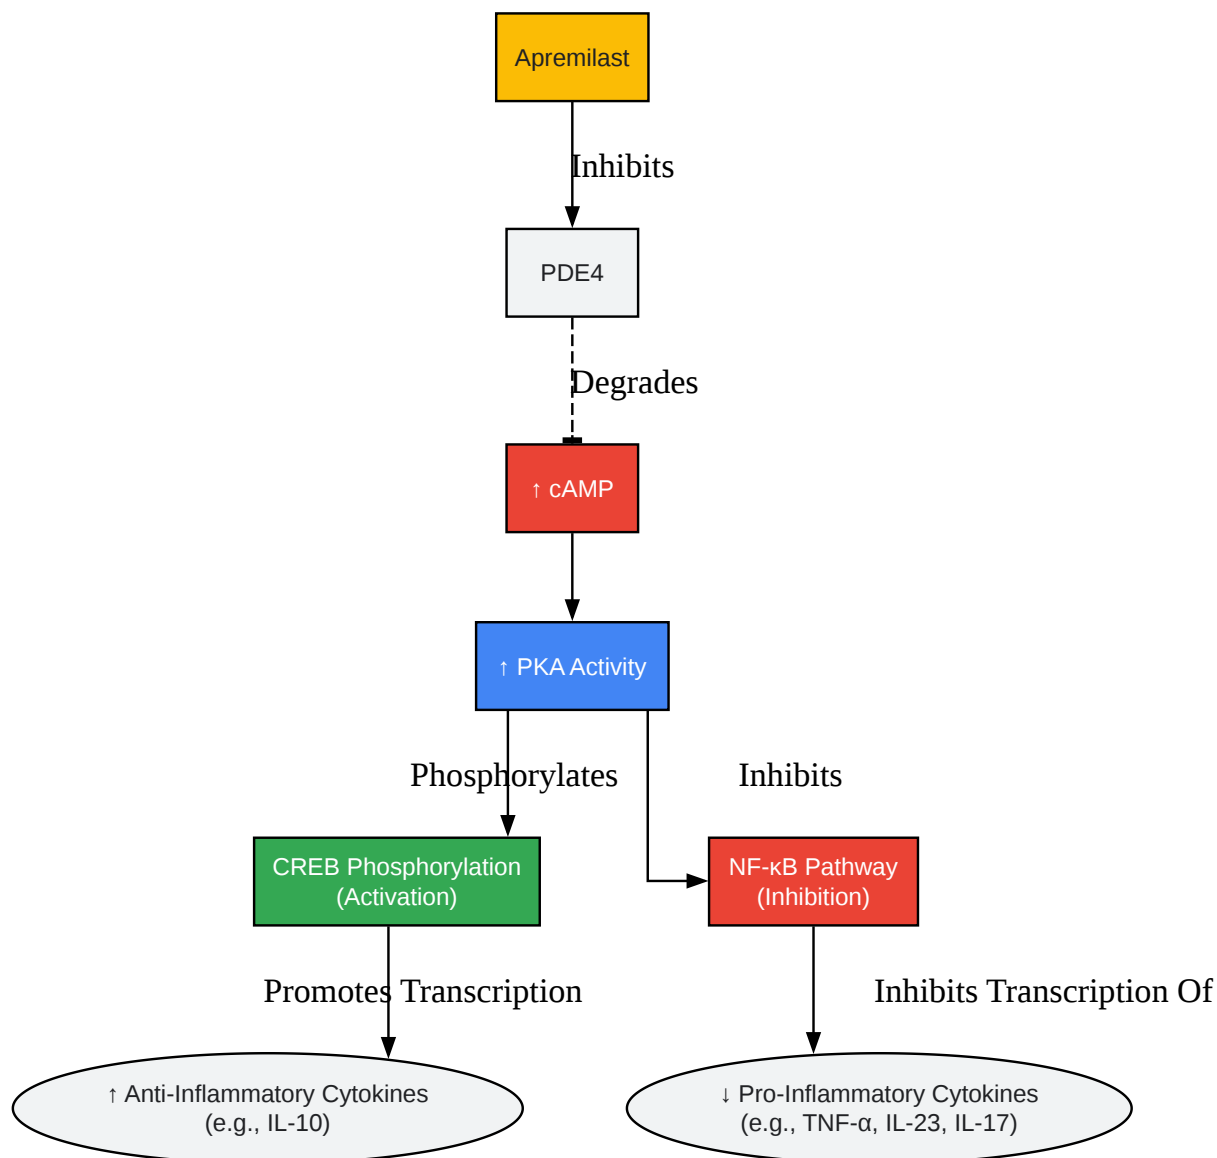 Apremilast
Inhibits
PDE4
Degrades
↑ cAMP
↑ PKA Activity
Phosphorylates
Inhibits
CREB Phosphorylation
(Activation)
NF-κB Pathway
(Inhibition)
Promotes Transcription
Inhibits Transcription Of
↑ Anti-Inflammatory Cytokines
(e.g., IL-10)
↓ Pro-Inflammatory Cytokines
(e.g., TNF-α, IL-23, IL-17)